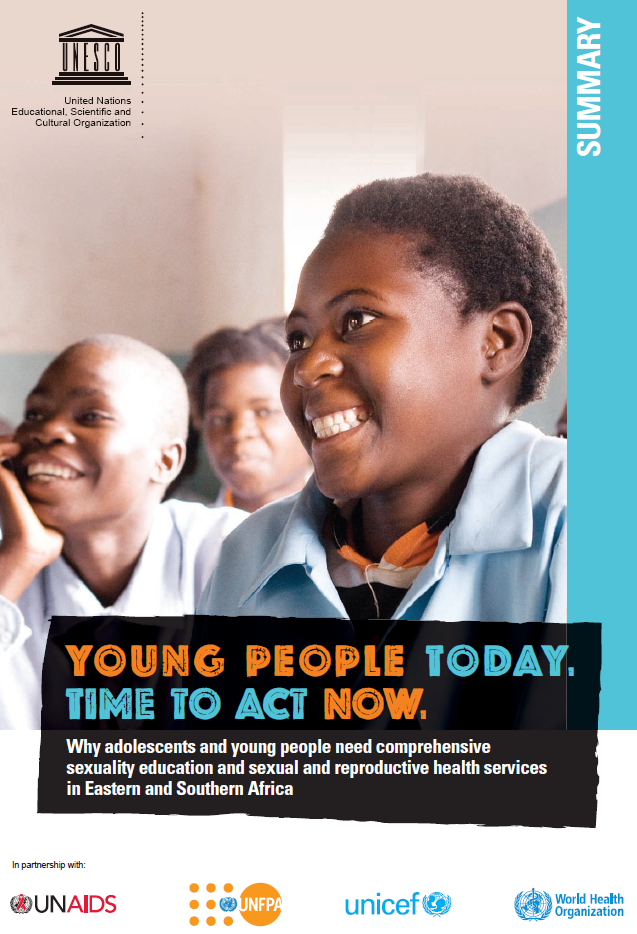 UNESCO
United Nations
Educational, Scientific and
Cultural Organization
SUMMARY
YOUNG PEOPLE TODAY.
TIME TO ACT NOW.
Why adolescents and young people need comprehensive
sexuality education and sexual and reproductive health services
in Eastern and Southern Africa
In partnership with:
UNAIDS
UNFPA
unicef
World Health
Organization